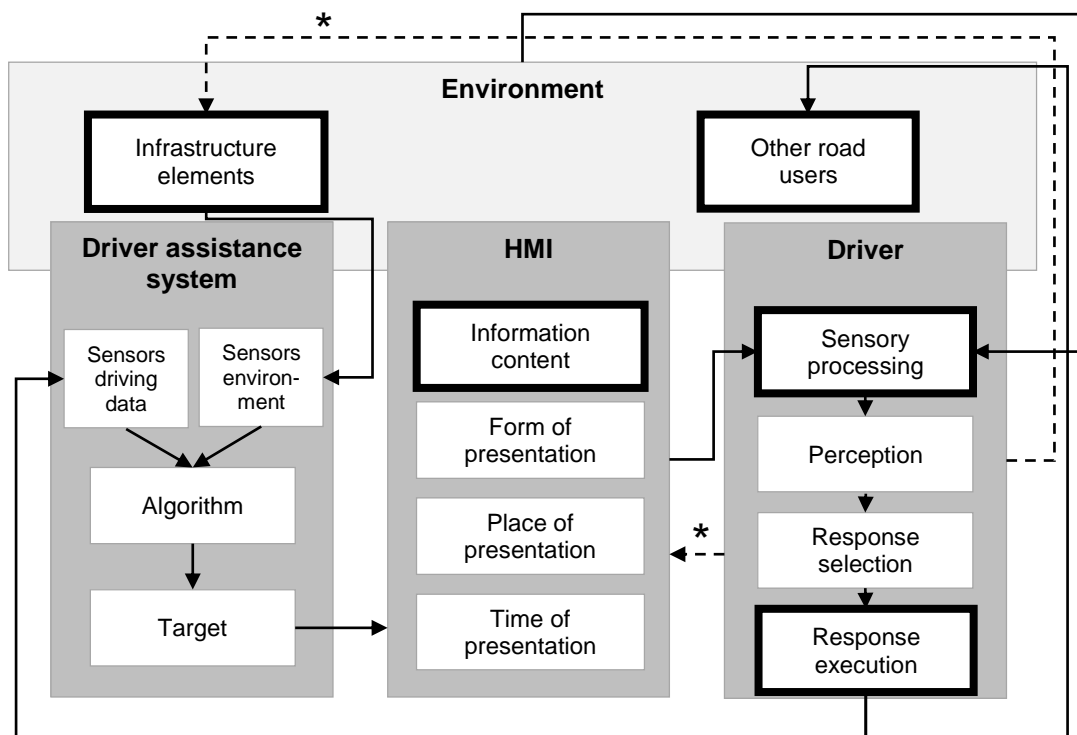 *
Environment
Infrastructure
elements
Other road
users
Driver assistance
system
Sensors
driving
data
Sensors
environ-
ment
Algorithm
Target
HMI
Information
content
Form of
presentation
Place of
presentation
Time of
presentation
*
Driver
Sensory
processing
Perception
Response
selection
Response
execution